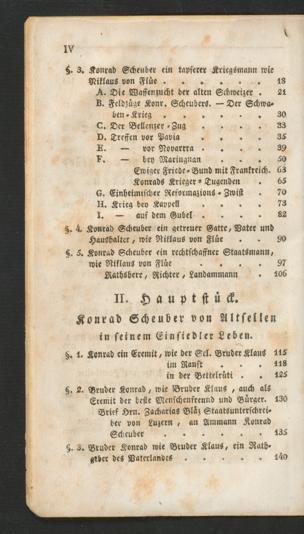 IV
§. 3. Konrad Scheuber ein tapferer Kriegsmann wie
Niklaus von Flüe . . . . . . 18
A. Die Waffenzucht der alten Schweizer . 21
B. Feldzüge Konr. Scheubers. — Der Schwa-
ben-Krieg . . . . . 30
C. Der Bellenzer-Zug . . . . 33
D. Treffen vor Pavia . . . . 35
E. — vor Novarra . . . . 39
F. — bey Maringnan . . . 50
Ewiger Friede-Bund mit Frankreich. 63
Konrads Krieger-Tugenden . . 65
G. Einheimischer Reformazions-Zwist . 70
H. Krieg bey Kappell . . . . 73
I. — auf dem Gubel . . . . 82
§. 4. Konrad Scheuber ein getreuer Gatte, Vater und
Haushalter, wie Niklaus von Flüe . . 90
§. 5. Konrad Scheuber ein rechtschaffner Staatsmann,
wie Niklaus von Flüe . . . . 97
Rathsherr, Richter, Landammann . 106
II. Hauptstück.
Konrad Scheuber von Altsellen
in seinem Einsiedler Leben.
§. 1. Konrad ein Eremit, wie der Sel. Bruder Klaus 115
im Ranft . . . 118
in der Bettelrüti . . 125
§. 2. Bruder Konrad, wie Bruder Klaus, auch als
Eremit der beste Menschenfreund und Bürger. 130
Brief Hrn. Zacharias Bläz Staatsunterschrei-
ber von Luzern, an Ammann Konrad
Scheuber . . . . . . 135
§. 3. Bruder Konrad wie Bruder Klaus, ein Rath-
geber des Vaterlandes . . . . . 140